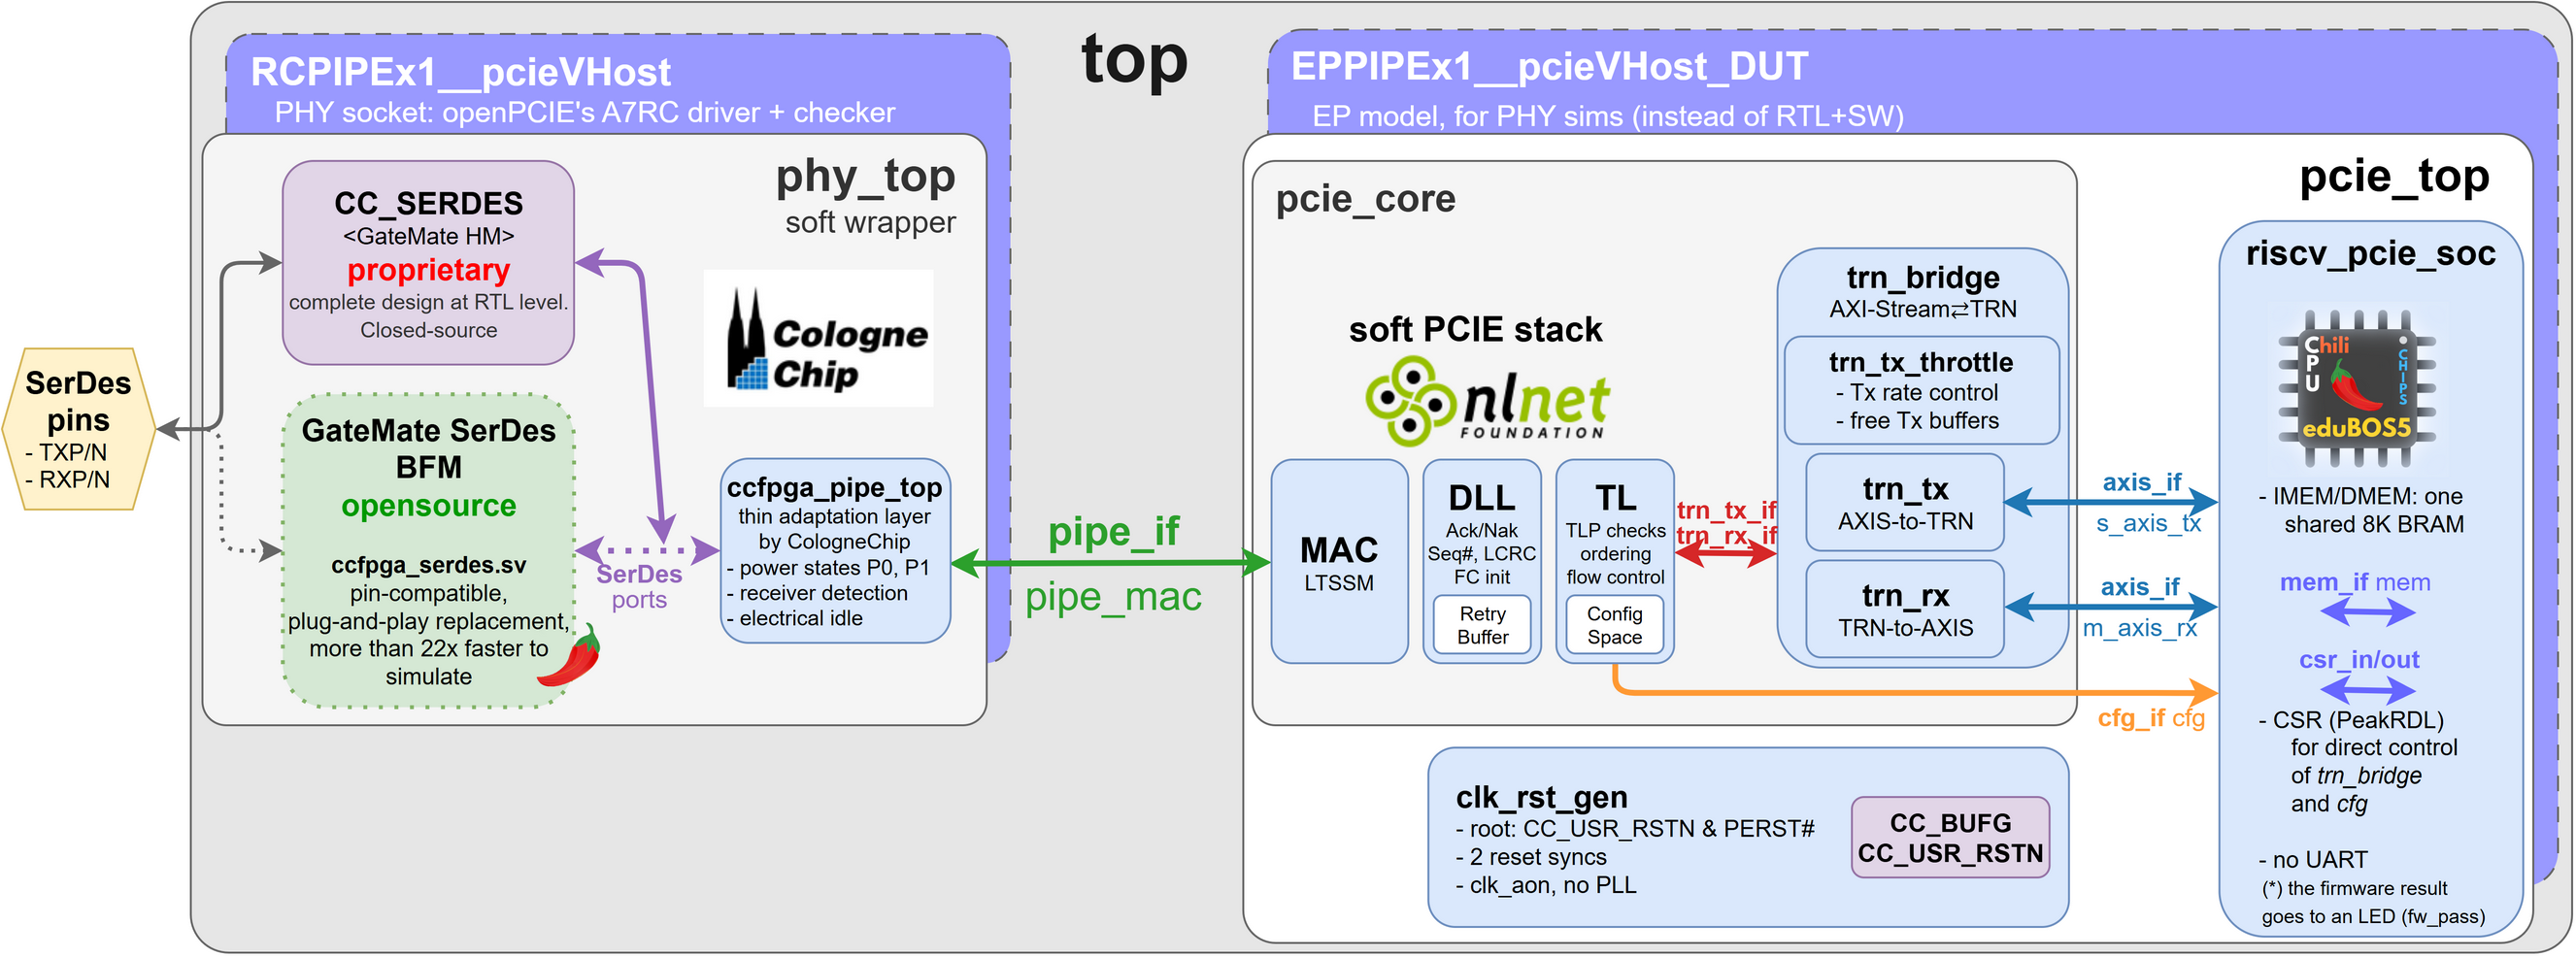 top
RCPIPEx1__pcieVHost
PHY socket: openPCIE's A7RC driver + checker
EPPIPEx1__pcieVHost_DUT
EP model, for PHY sims (instead of RTL+SW)
phy_top
soft wrapper
CC_SERDES
<GateMate HM>
proprietary
complete design at RTL level.
Closed-source
Cologne
Chip
SerDes
pins
- TXP/N
- RXP/N
GateMate SerDes
BFM
opensource
ccfpga_serdes.sv
pin-compatible,
plug-and-play replacement,
more than 22x faster to
simulate
SerDes
ports
ccfpga_pipe_top
thin adaptation layer
by CologneChip
- power states P0, P1
- receiver detection
- electrical idle
pipe_if
pipe_mac
pcie_top
pcie_core
soft PCIE stack
nlnet
FOUNDATION
MAC
LTSSM
DLL
Ack/Nak
Seq#, LCRC
FC init
Retry
Buffer
TL
TLP checks
ordering
flow control
Config
Space
trn_tx_if
trn_rx_if
trn_bridge
AXI-Stream⇄TRN
trn_tx_throttle
- Tx rate control
- free Tx buffers
trn_tx
AXIS-to-TRN
trn_rx
TRN-to-AXIS
axis_if
s_axis_tx
axis_if
m_axis_rx
cfg_if cfg
riscv_pcie_soc
Chili
CPU
CHIPS
eduBOS5
- IMEM/DMEM: one
shared 8K BRAM
mem_if mem
csr_in/out
- CSR (PeakRDL)
for direct control
of trn_bridge
and cfg
- no UART
(*) the firmware result
goes to an LED (fw_pass)
clk_rst_gen
- root: CC_USR_RSTN & PERST#
- 2 reset syncs
- clk_aon, no PLL
CC_BUFG
CC_USR_RSTN